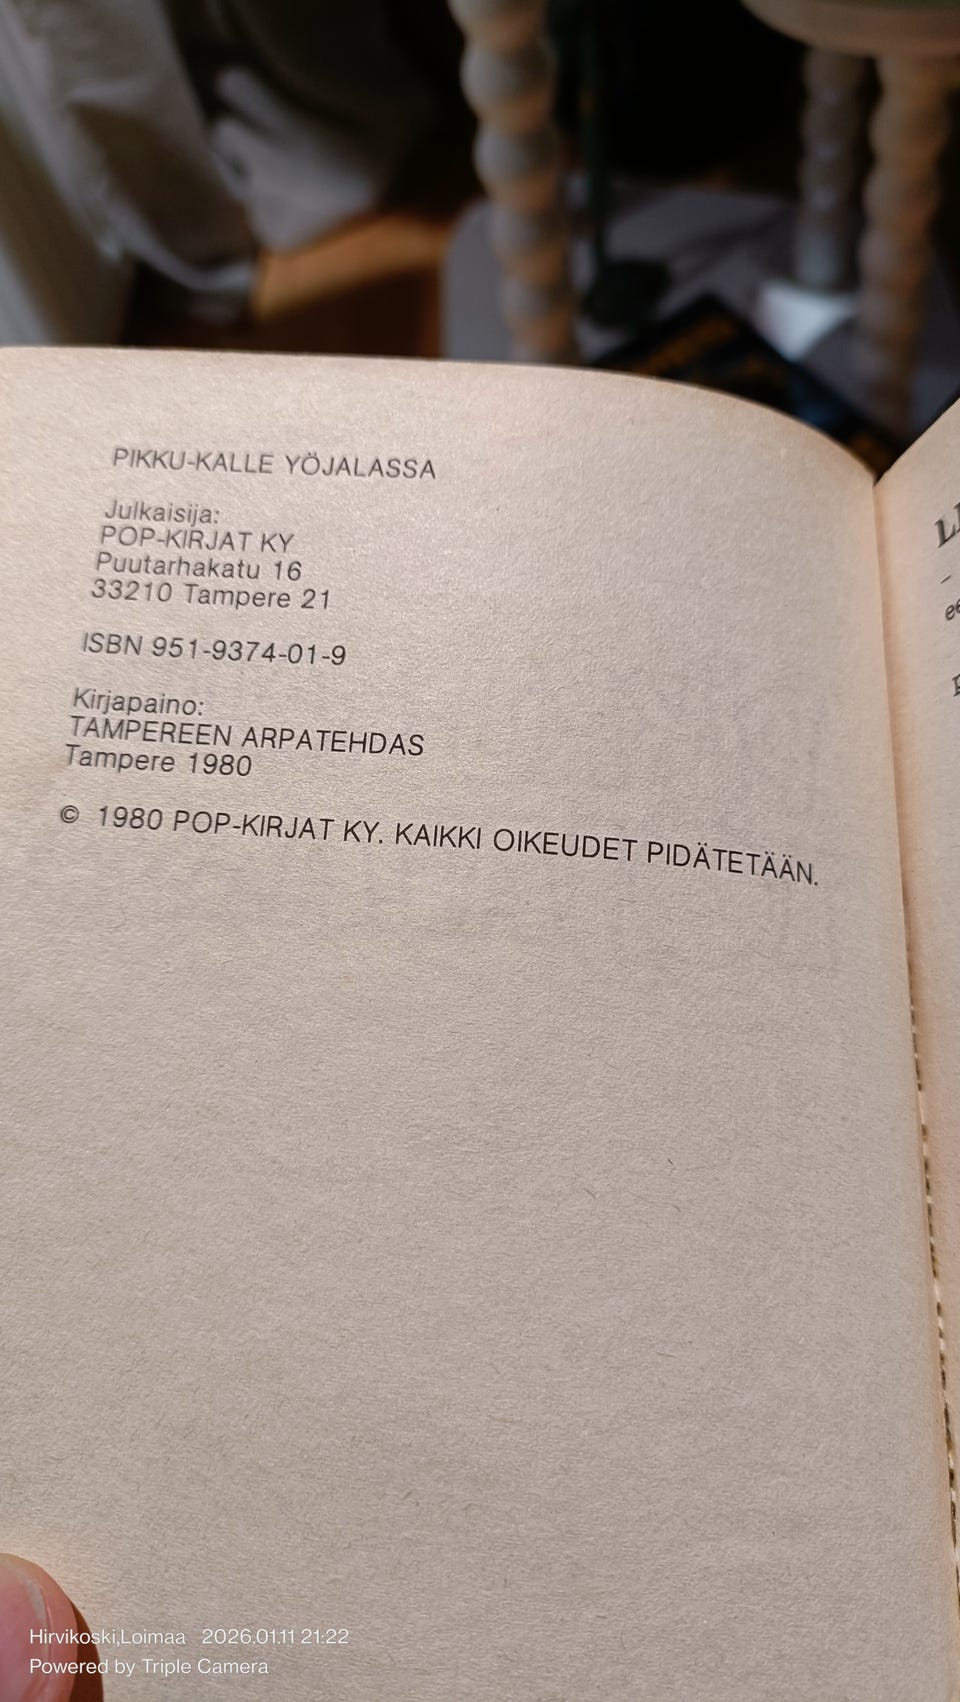 PIKKU-KALLE YÖJALASSA
Julkaisija:
POP-KIRJAT KY
Puutarhakatu 16
33210 Tampere 21
ISBN 951-9374-01-9
Kirjapaino:
TAMPEREEN ARPATEHDAS
Tampere 1980
© 1980 POP-KIRJAT KY. KAIKKI OIKEUDET PIDÄTETÄÄN.
Hirvikoski,Loimaa 2026.01.11 21:22
Powered by Triple Camera